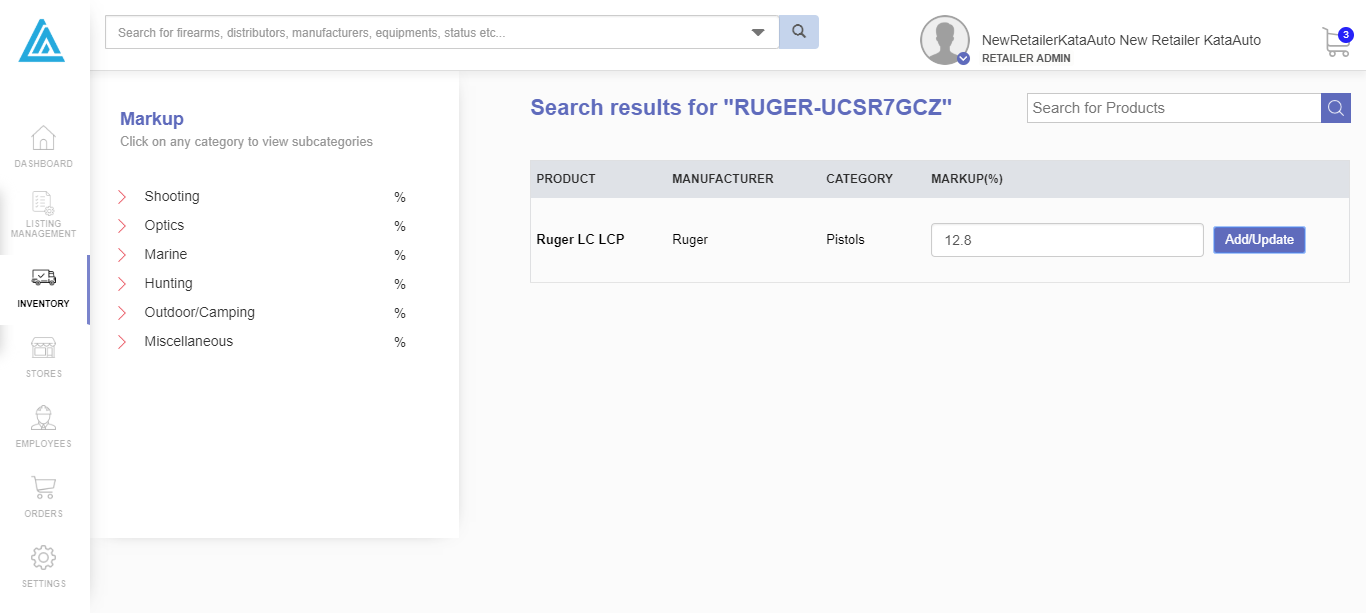 Search for firearms, distributors, manufacturers, equipments, status etc...
NewRetailerKataAuto New Retailer KataAuto
RETAILER ADMIN
3
DASHBOARD
LISTING
MANAGEMENT
INVENTORY
STORES
EMPLOYEES
ORDERS
SETTINGS
Markup
Click on any category to view subcategories
Shooting %
Optics %
Marine %
Hunting %
Outdoor/Camping %
Miscellaneous %
Search results for "RUGER-UCSR7GCZ"
Search for Products
PRODUCT MANUFACTURER CATEGORY MARKUP(%)
Ruger LC LCP Ruger Pistols 12.8 Add/Update